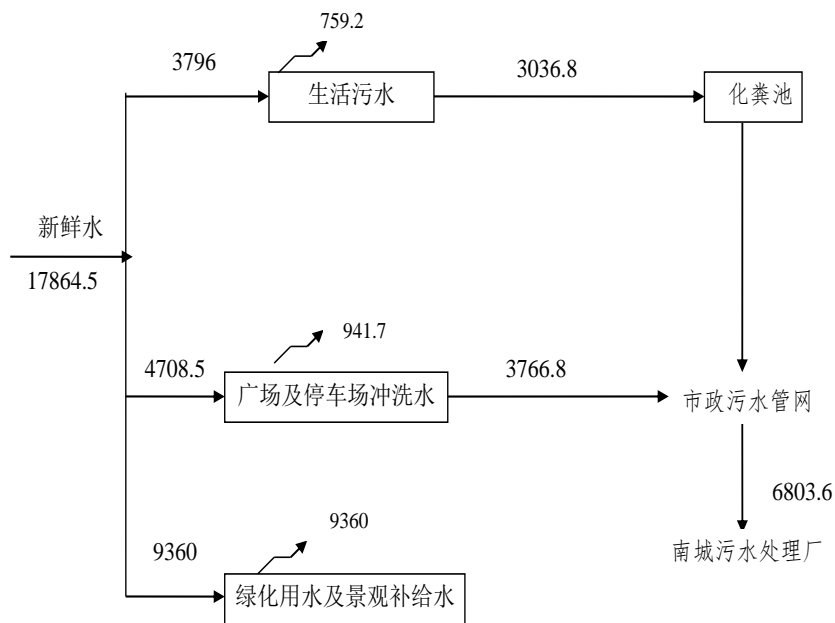 759.2
3796
3036.8
生活污水
化粪池
新鲜水
17864.5
941.7
4708.5
3766.8
广场及停车场冲洗水
市政污水管网
6803.6
9360
9360
南城污水处理厂
绿化用水及景观补给水